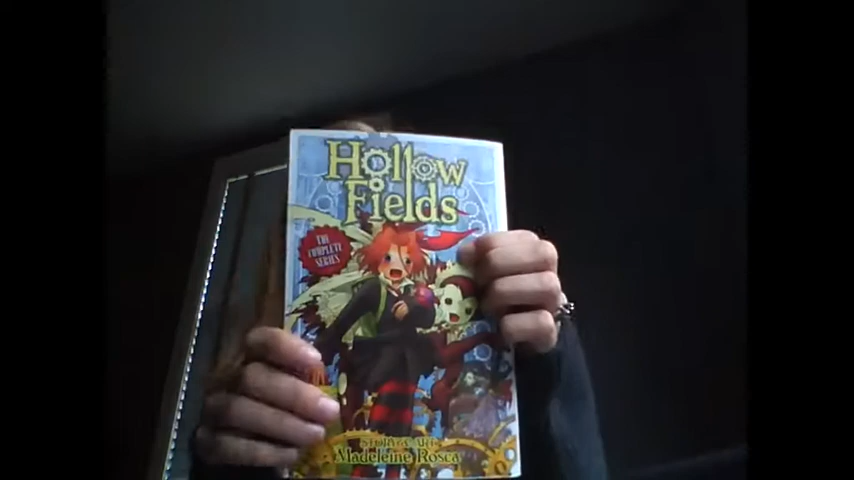 Hollow
Fields
THE
COMPLETE
SERIES
STORY & ART
Madeleine Rosca